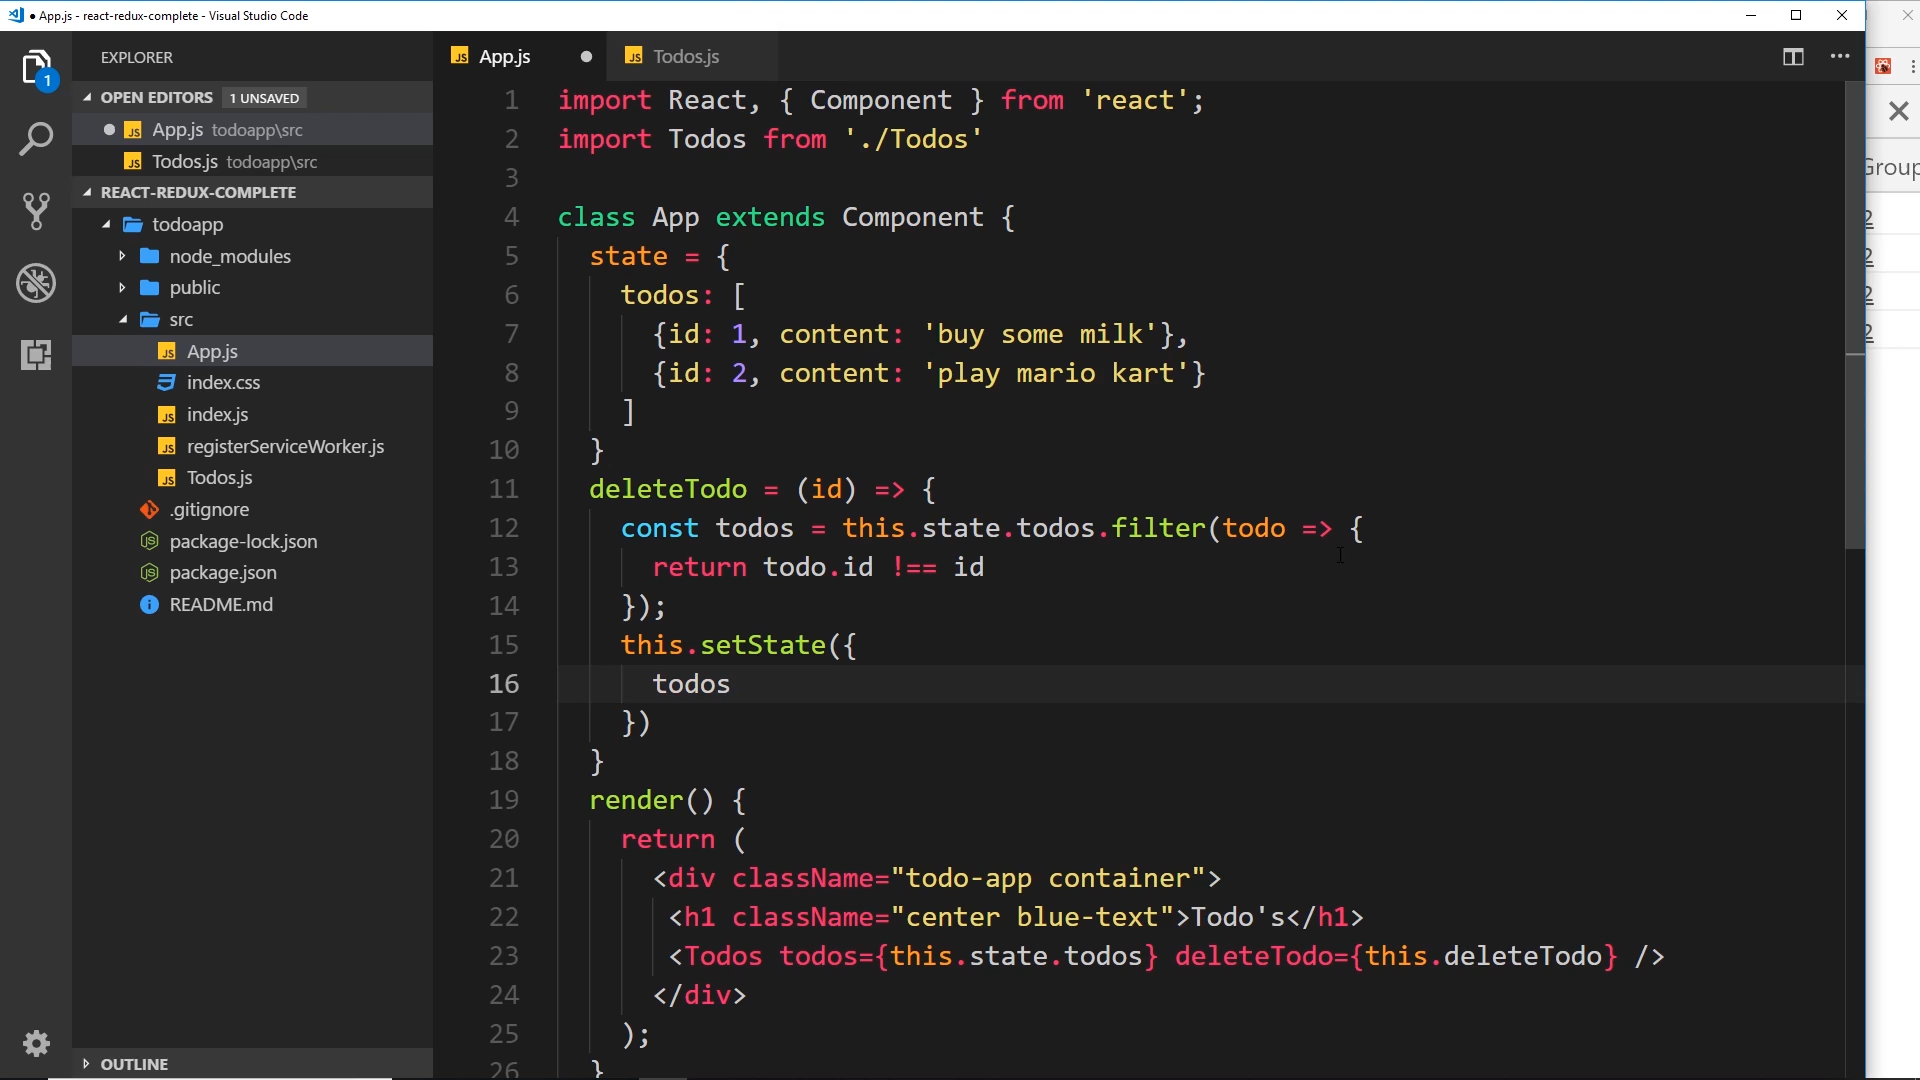 ● App.js - react-redux-complete - Visual Studio Code
EXPLORER
OPEN EDITORS 1 UNSAVED
App.js todoapp\src
Todos.js todoapp\src
REACT-REDUX-COMPLETE
todoapp
node_modules
public
src
App.js
index.css
index.js
registerServiceWorker.js
Todos.js
.gitignore
package-lock.json
package.json
README.md
OUTLINE
1
App.js
Todos.js
1 import React, { Component } from 'react';
2 import Todos from './Todos'
3
4 class App extends Component {
5 state = {
6 todos: [
7 {id: 1, content: 'buy some milk'},
8 {id: 2, content: 'play mario kart'}
9 ]
10 }
11 deleteTodo = (id) => {
12 const todos = this.state.todos.filter(todo => {
13 return todo.id !== id
14 });
15 this.setState({
16 todos
17 })
18 }
19 render() {
20 return (
21 <div className="todo-app container">
22 <h1 className="center blue-text">Todo's</h1>
23 <Todos todos={this.state.todos} deleteTodo={this.deleteTodo} />
24 </div>
25 );
26 }
Group
2
2
2
2